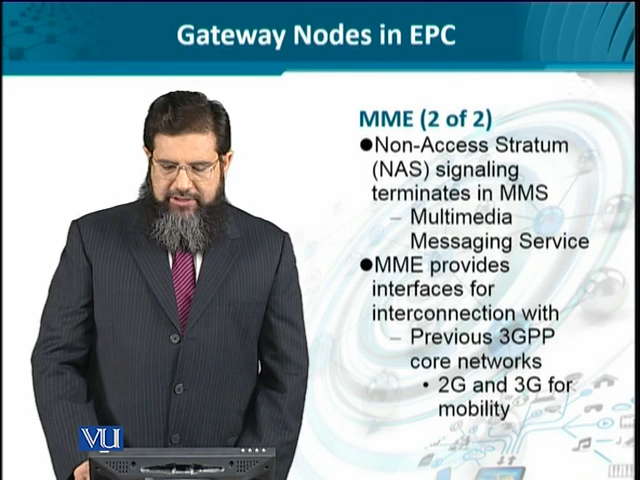 Gateway Nodes in EPC
MME (2 of 2)
●Non-Access Stratum
(NAS) signaling
terminates in MMS
– Multimedia
Messaging Service
●MME provides
interfaces for
interconnection with
– Previous 3GPP
core networks
• 2G and 3G for
mobility
VU